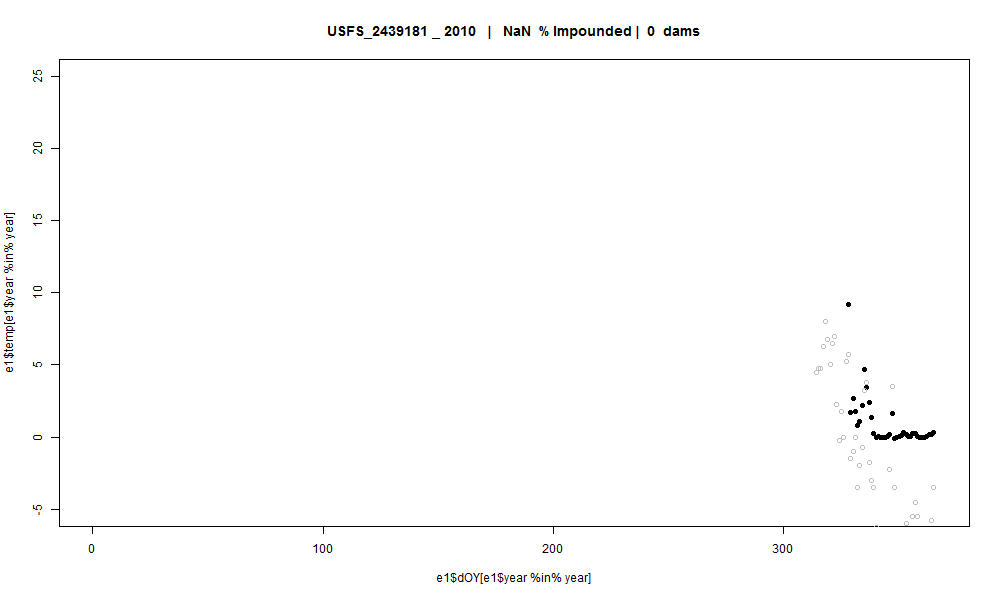 USFS_2439181 _ 2010 | NaN % Impounded | 0 dams
25
20
15
10
5
0
-5
e1$temp[e1$year %in% year]
0 100 200 300
e1$dOY[e1$year %in% year]